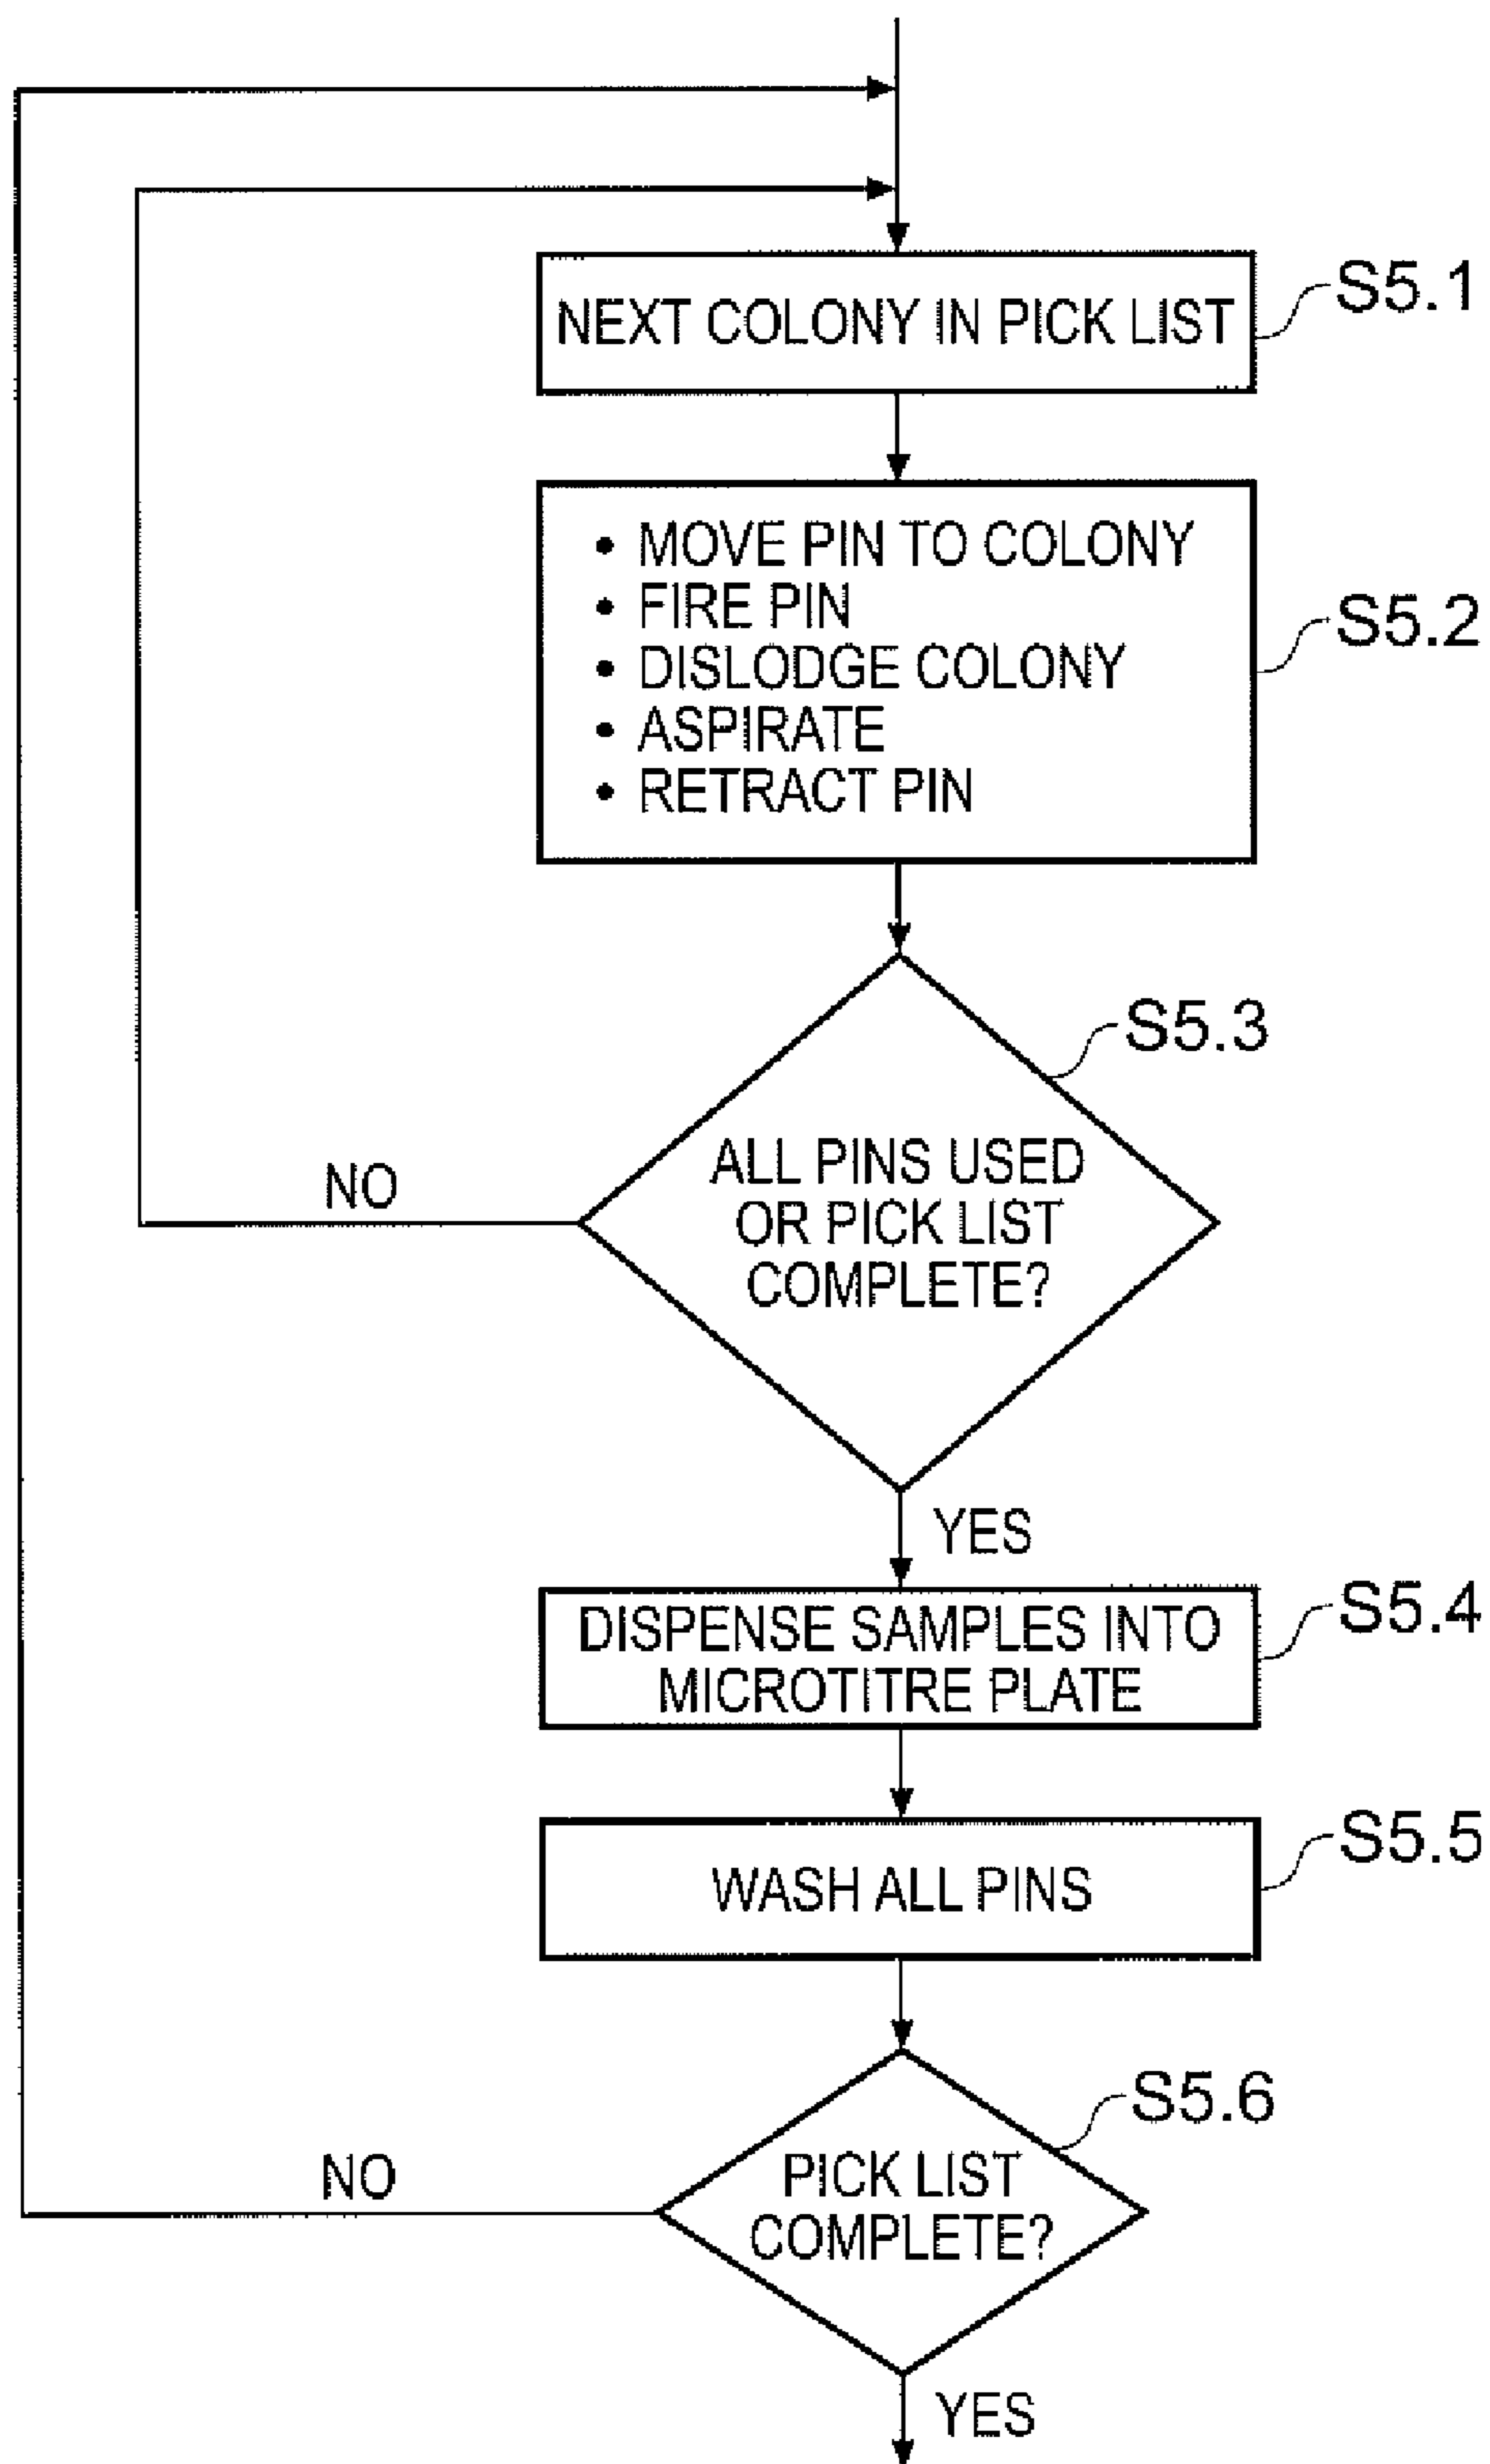 NEXT COLONY IN PICK LIST
S5.1
• MOVE PIN TO COLONY
• FIRE PIN
• DISLODGE COLONY
• ASPIRATE
• RETRACT PIN
S5.2
S5.3
ALL PINS USED
OR PICK LIST
COMPLETE?
NO
YES
DISPENSE SAMPLES INTO
MICROTITRE PLATE
S5.4
WASH ALL PINS
S5.5
S5.6
PICK LIST
COMPLETE?
NO
YES